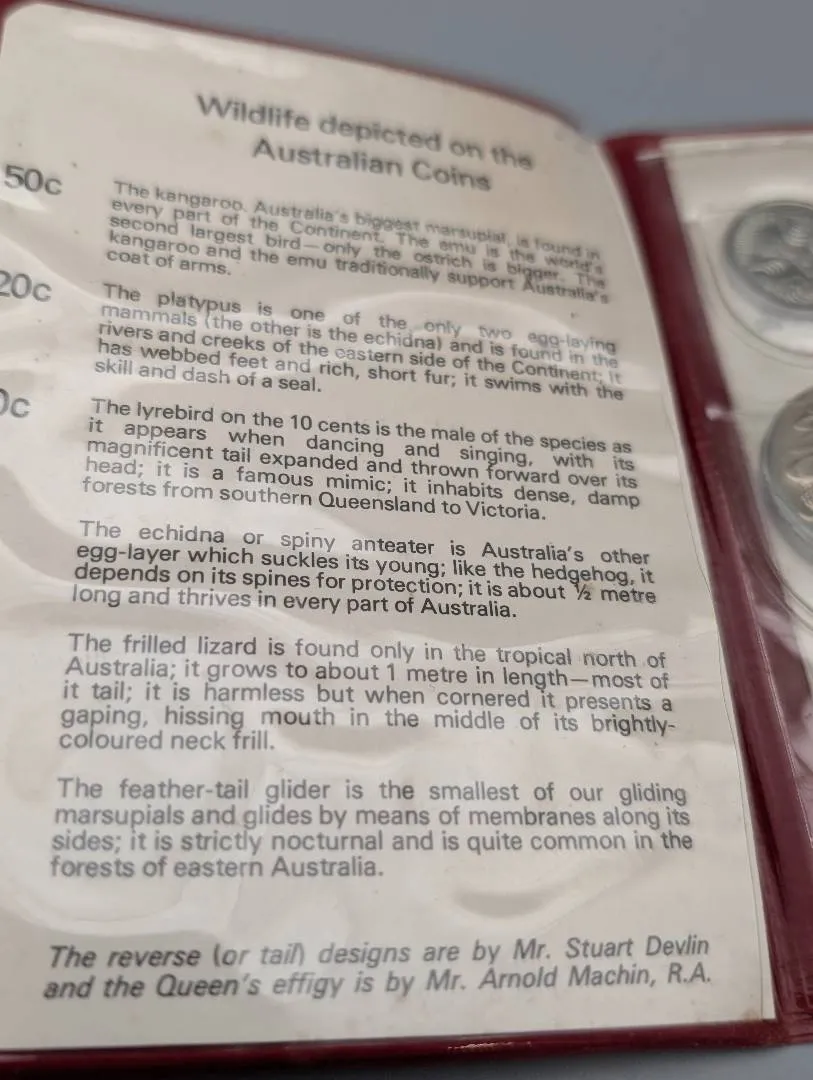 Wildlife depicted on the
Australian Coins
50c
The kangaroo, Australia's biggest marsupial, is found in
every part of the Continent. The emu is the world's
second largest bird—only the ostrich is bigger. The
kangaroo and the emu traditionally support Australia's
coat of arms.
20c
The platypus is one of the only two egg-laying
mammals (the other is the echidna) and is found in the
rivers and creeks of the eastern side of the Continent; it
has webbed feet and rich, short fur; it swims with the
skill and dash of a seal.
0c
The lyrebird on the 10 cents is the male of the species as
it appears when dancing and singing, with its
magnificent tail expanded and thrown forward over its
head; it is a famous mimic; it inhabits dense, damp
forests from southern Queensland to Victoria.
The echidna or spiny anteater is Australia's other
egg-layer which suckles its young; like the hedgehog, it
depends on its spines for protection; it is about ½ metre
long and thrives in every part of Australia.
The frilled lizard is found only in the tropical north of
Australia; it grows to about 1 metre in length—most of
it tail; it is harmless but when cornered it presents a
gaping, hissing mouth in the middle of its brightly-
coloured neck frill.
The feather-tail glider is the smallest of our gliding
marsupials and glides by means of membranes along its
sides; it is strictly nocturnal and is quite common in the
forests of eastern Australia.
The reverse (or tail) designs are by Mr. Stuart Devlin
and the Queen's effigy is by Mr. Arnold Machin, R.A.